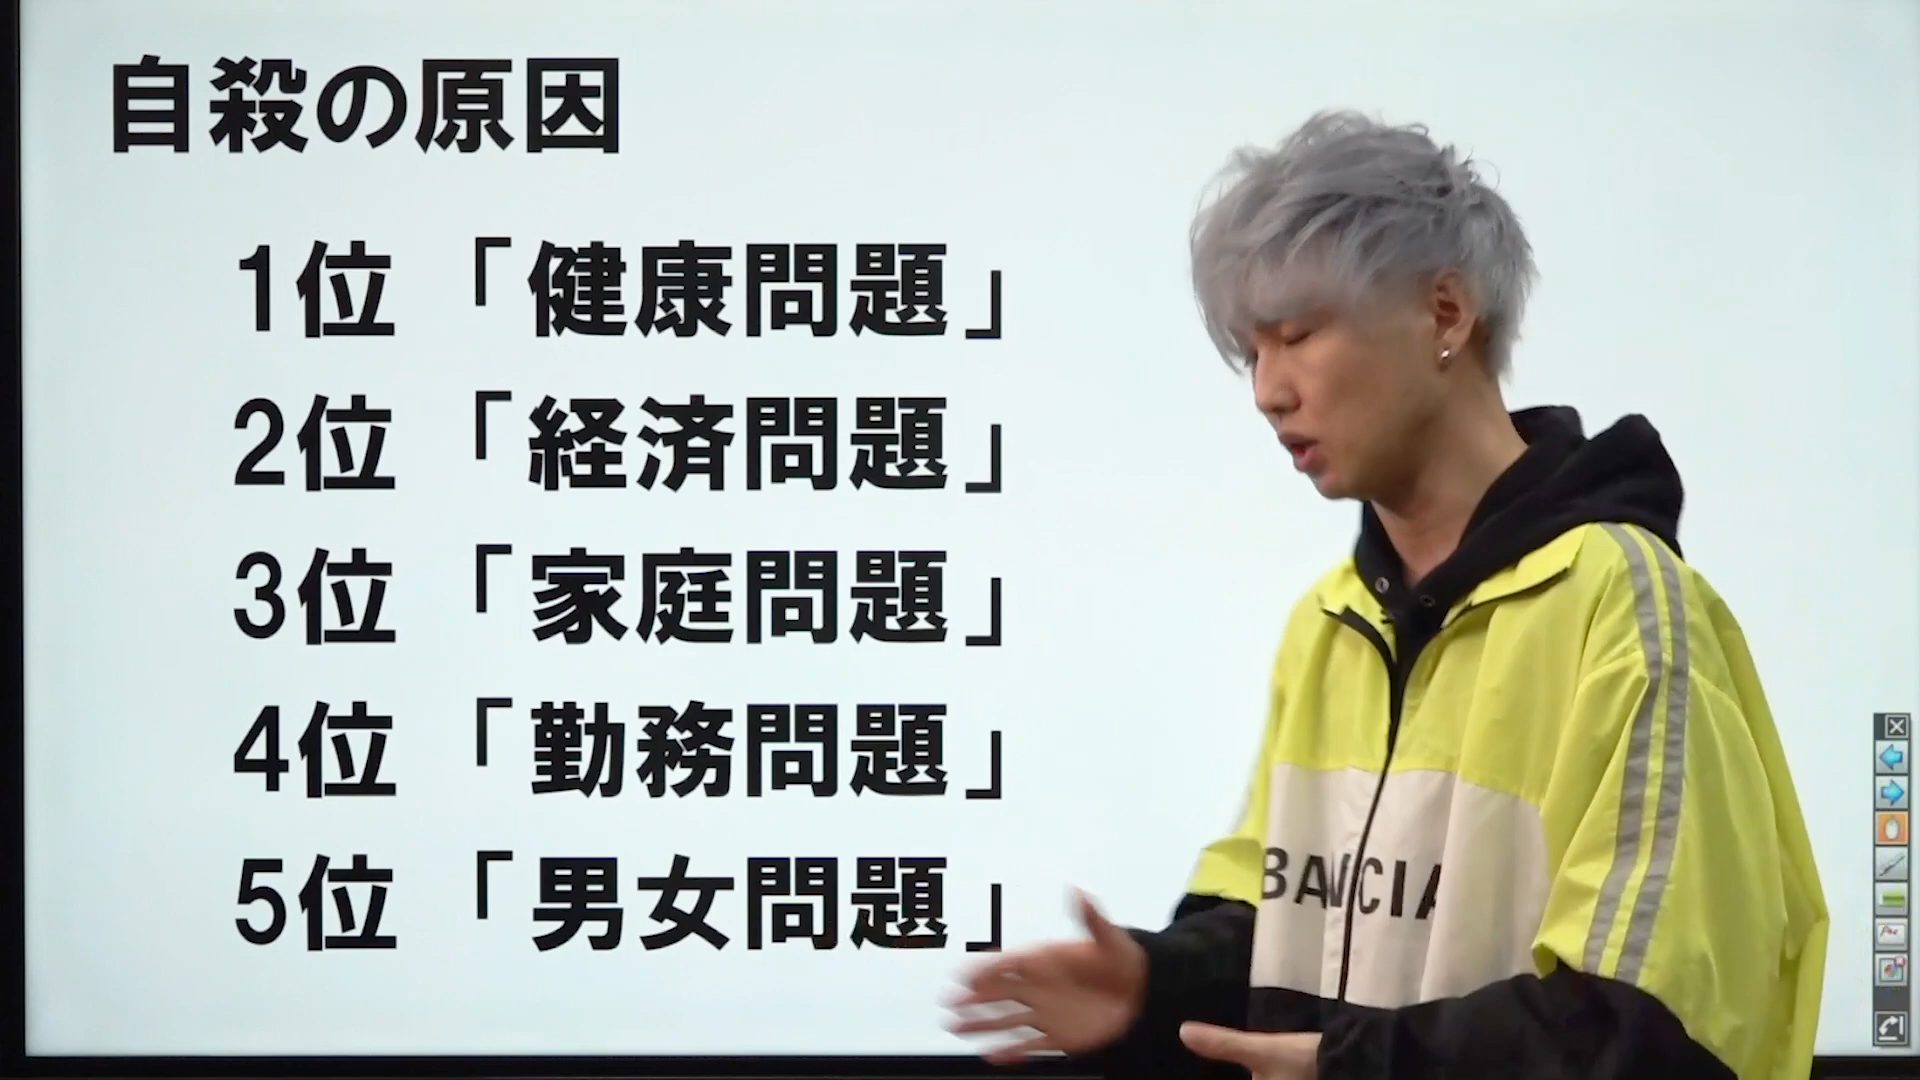 自殺の原因
1位「健康問題」
2位「経済問題」
3位「家庭問題」
4位「勤務問題」
5位「男女問題」